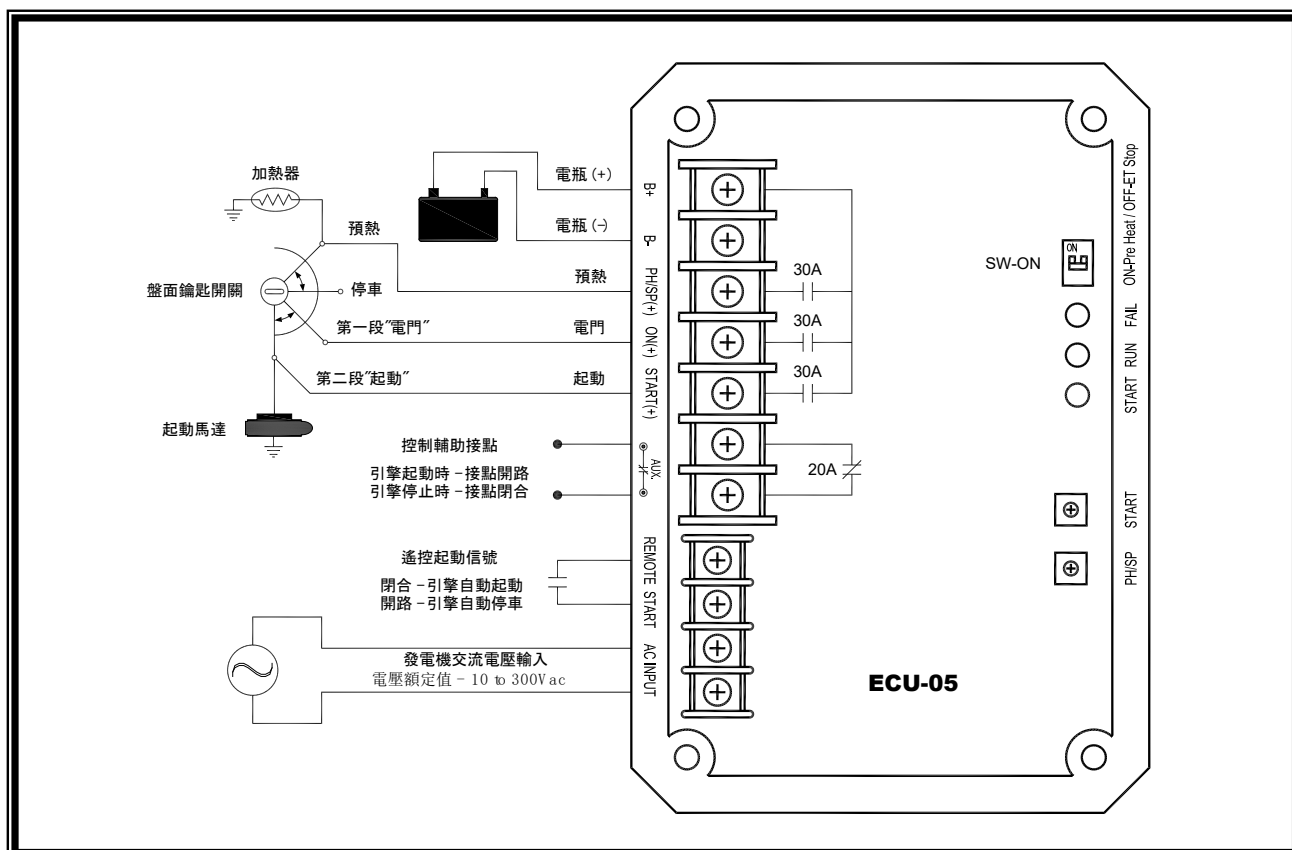 加熱器
預熱
盤面鑰匙開關
停車
第一段"電門"
第二段"起動"
起動馬達
電瓶 (+)
電瓶 (-)
預熱
電門
起動
控制輔助接點
引擎起動時 - 接點開路
引擎停止時 - 接點閉合
遙控起動信號
閉合 - 引擎自動起動
開路 - 引擎自動停車
發電機交流電壓輸入
電壓額定值 - 10 to 300Vac
B+
B-
PH/SP(+)
ON(+)
START(+)
AUX.
REMOTE START
AC INPUT
30A
30A
30A
20A
SW-ON
ON
ON-Pre Heat / OFF-ET Stop
FAIL
RUN
START
START
PH/SP
ECU-05